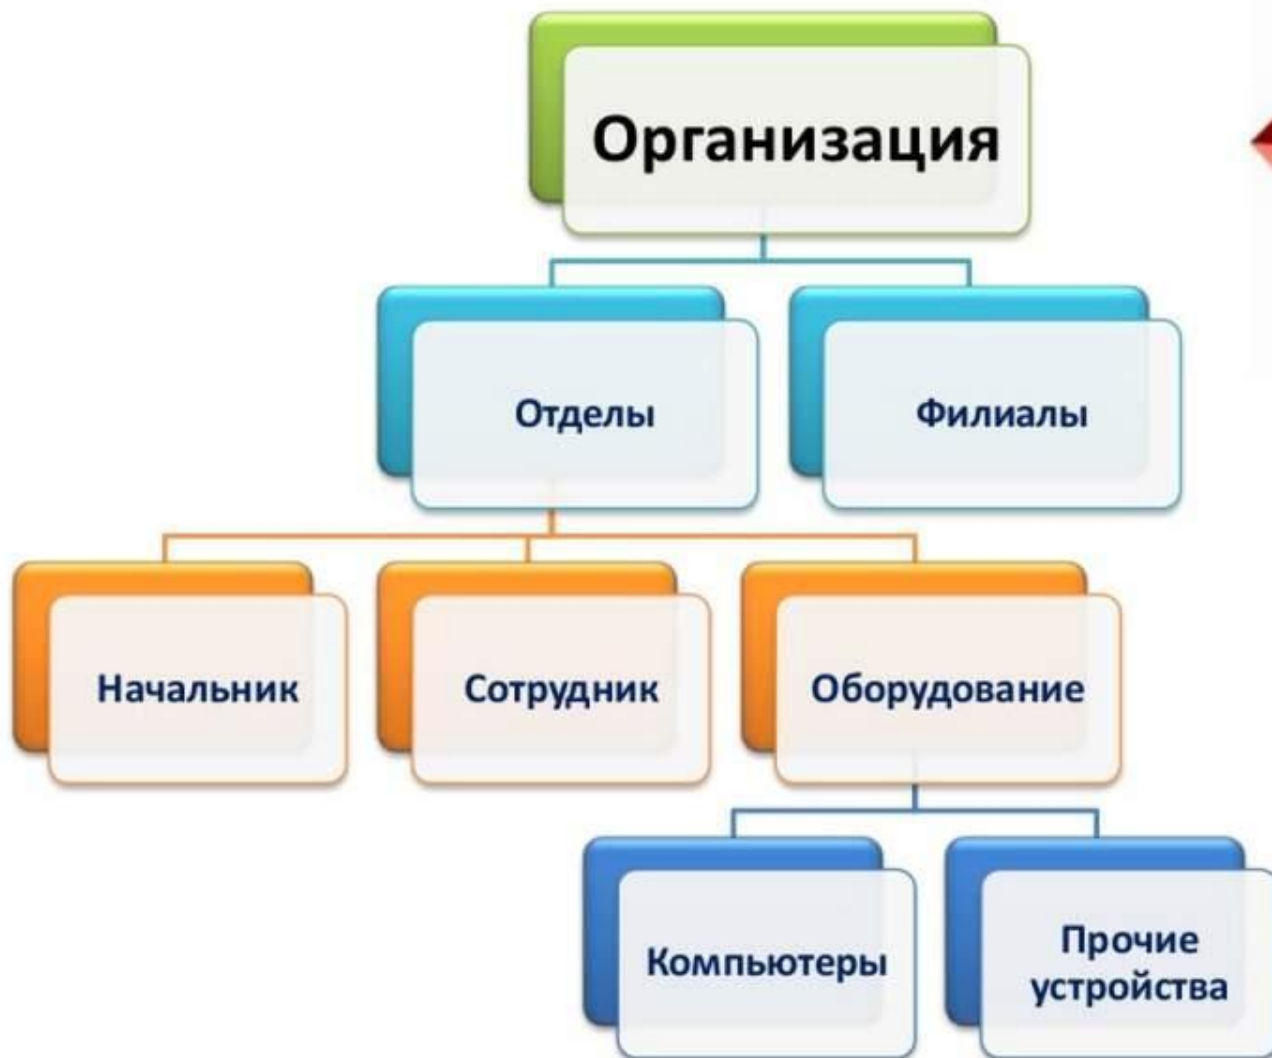 Организация
Отделы
Филиалы
Начальник
Сотрудник
Оборудование
Компьютеры
Прочие
устройства